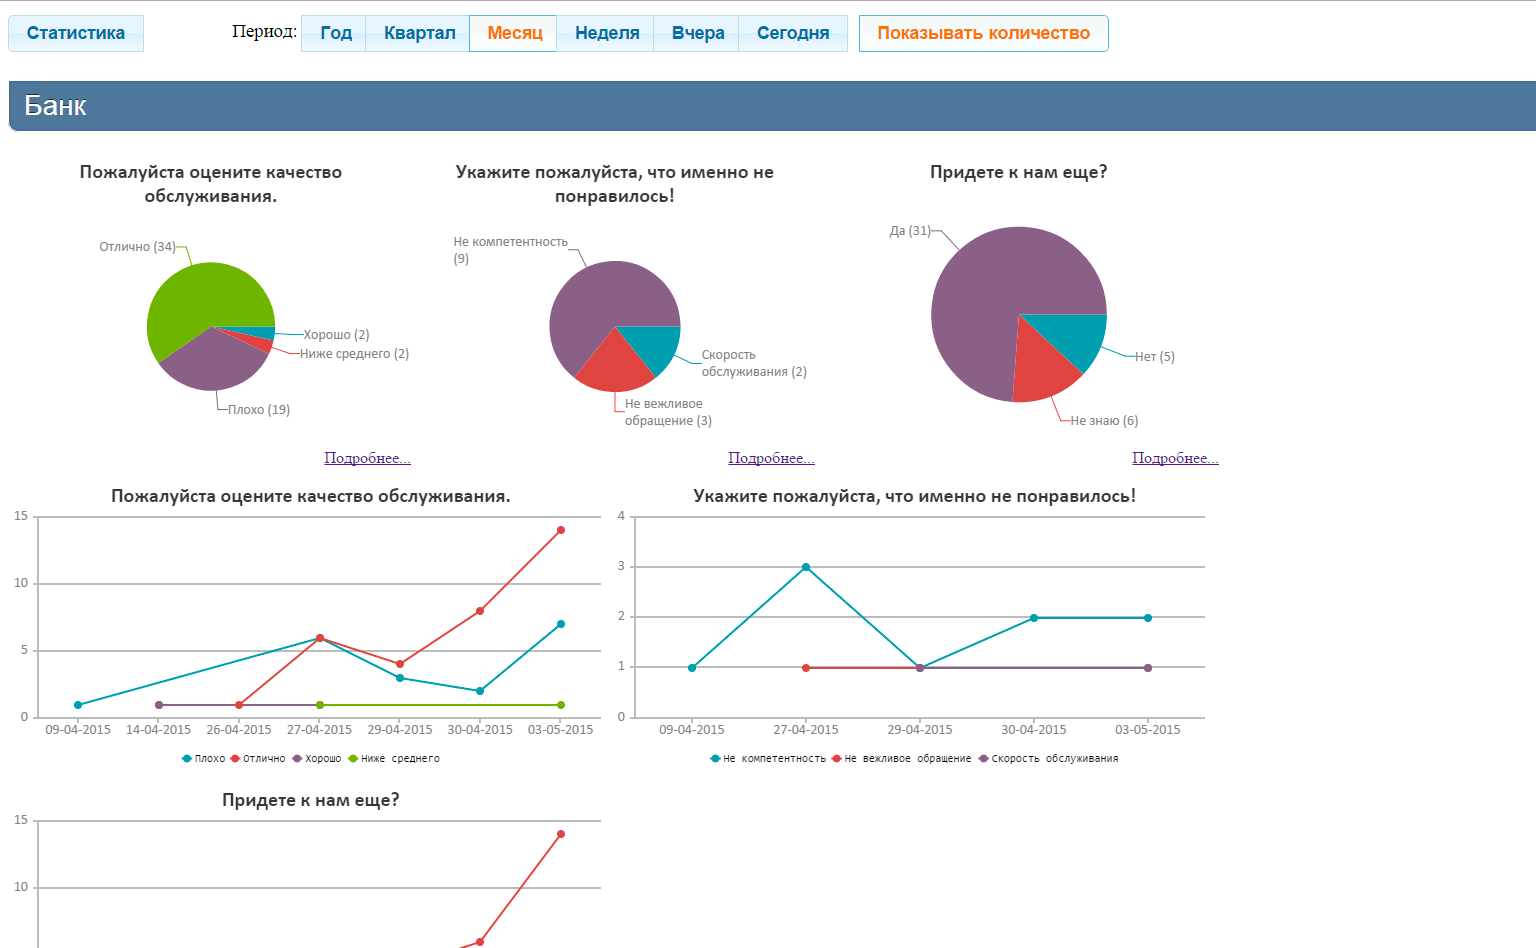 Статистика
Период: Год Квартал Месяц Неделя Вчера Сегодня Показывать количество
Банк
Пожалуйста оцените качество
обслуживания.
Отлично (34)
Хорошо (2)
Ниже среднего (2)
Плохо (19)
Подробнее...
Укажите пожалуйста, что именно не
понравилось!
Не компетентность
(9)
Скорость
обслуживания (2)
Не вежливое
обращение (3)
Подробнее...
Придете к нам еще?
Да (31)
Нет (5)
Не знаю (6)
Подробнее...
Пожалуйста оцените качество обслуживания.
15
10
5
0
09-04-2015 14-04-2015 26-04-2015 27-04-2015 29-04-2015 30-04-2015 03-05-2015
Плохо Отлично Хорошо Ниже среднего
Укажите пожалуйста, что именно не понравилось!
4
3
2
1
0
09-04-2015 27-04-2015 29-04-2015 30-04-2015 03-05-2015
Не компетентность Не вежливое обращение Скорость обслуживания
Придете к нам еще?
15
10